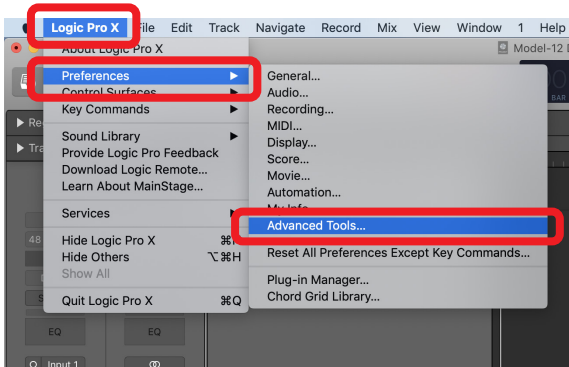 Logic Pro X File Edit Track Navigate Record Mix View Window 1 Help
About Logic Pro X
Model-12
Preferences
General...
Control Surfaces
Audio...
BAR
Key Commands
Recording...
MIDI...
Sound Library
Display...
Provide Logic Pro Feedback
Score...
Download Logic Remote...
Movie...
Learn About MainStage...
Automation...
My Info
Services
Advanced Tools...
48
Hide Logic Pro X
Reset All Preferences Except Key Commands...
Hide Others ⌥⌘H
Show All
Plug-in Manager...
Chord Grid Library...
Quit Logic Pro X ⌘Q
EQ EQ
Input 1